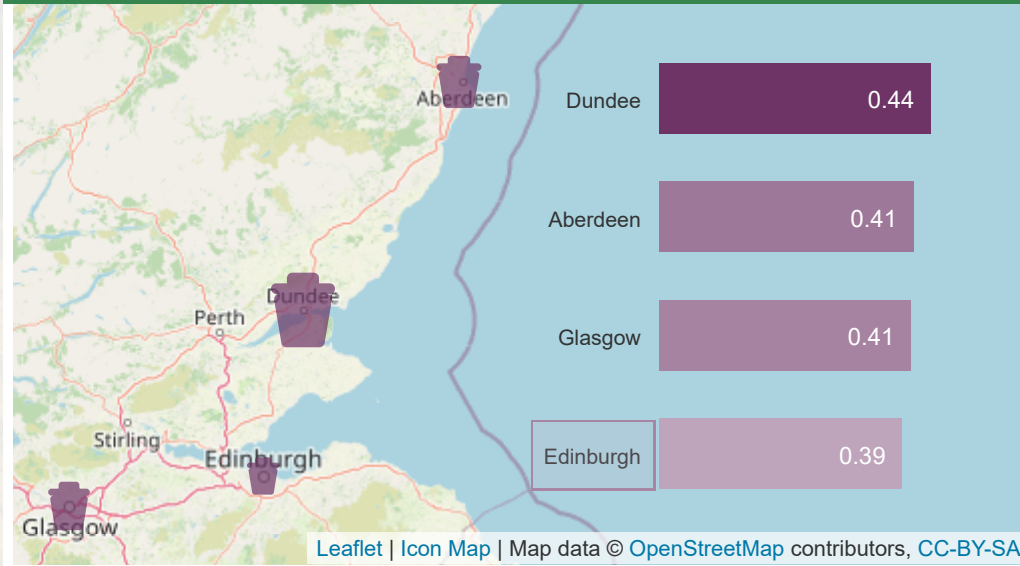 Aberdeen
Dundee
Perth
Stirling
Edinburgh
Glasgow
Dundee 0.44
Aberdeen 0.41
Glasgow 0.41
Edinburgh 0.39
Leaflet | Icon Map | Map data © OpenStreetMap contributors, CC-BY-SA